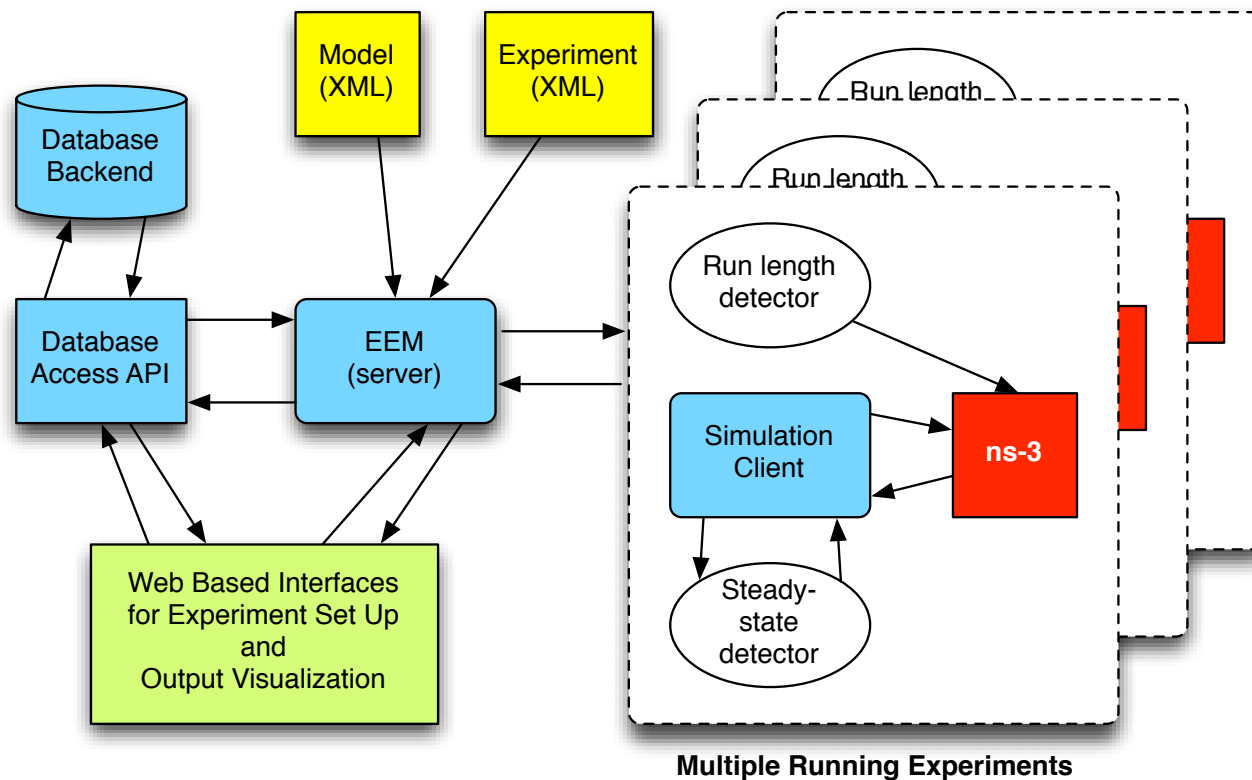 Model
(XML)
Experiment
(XML)
Database
Backend
Database
Access API
EEM
(server)
Web Based Interfaces
for Experiment Set Up
and
Output Visualization
Run length
Run length
Run length
detector
Simulation
Client
ns-3
Steady-
state
detector
Multiple Running Experiments